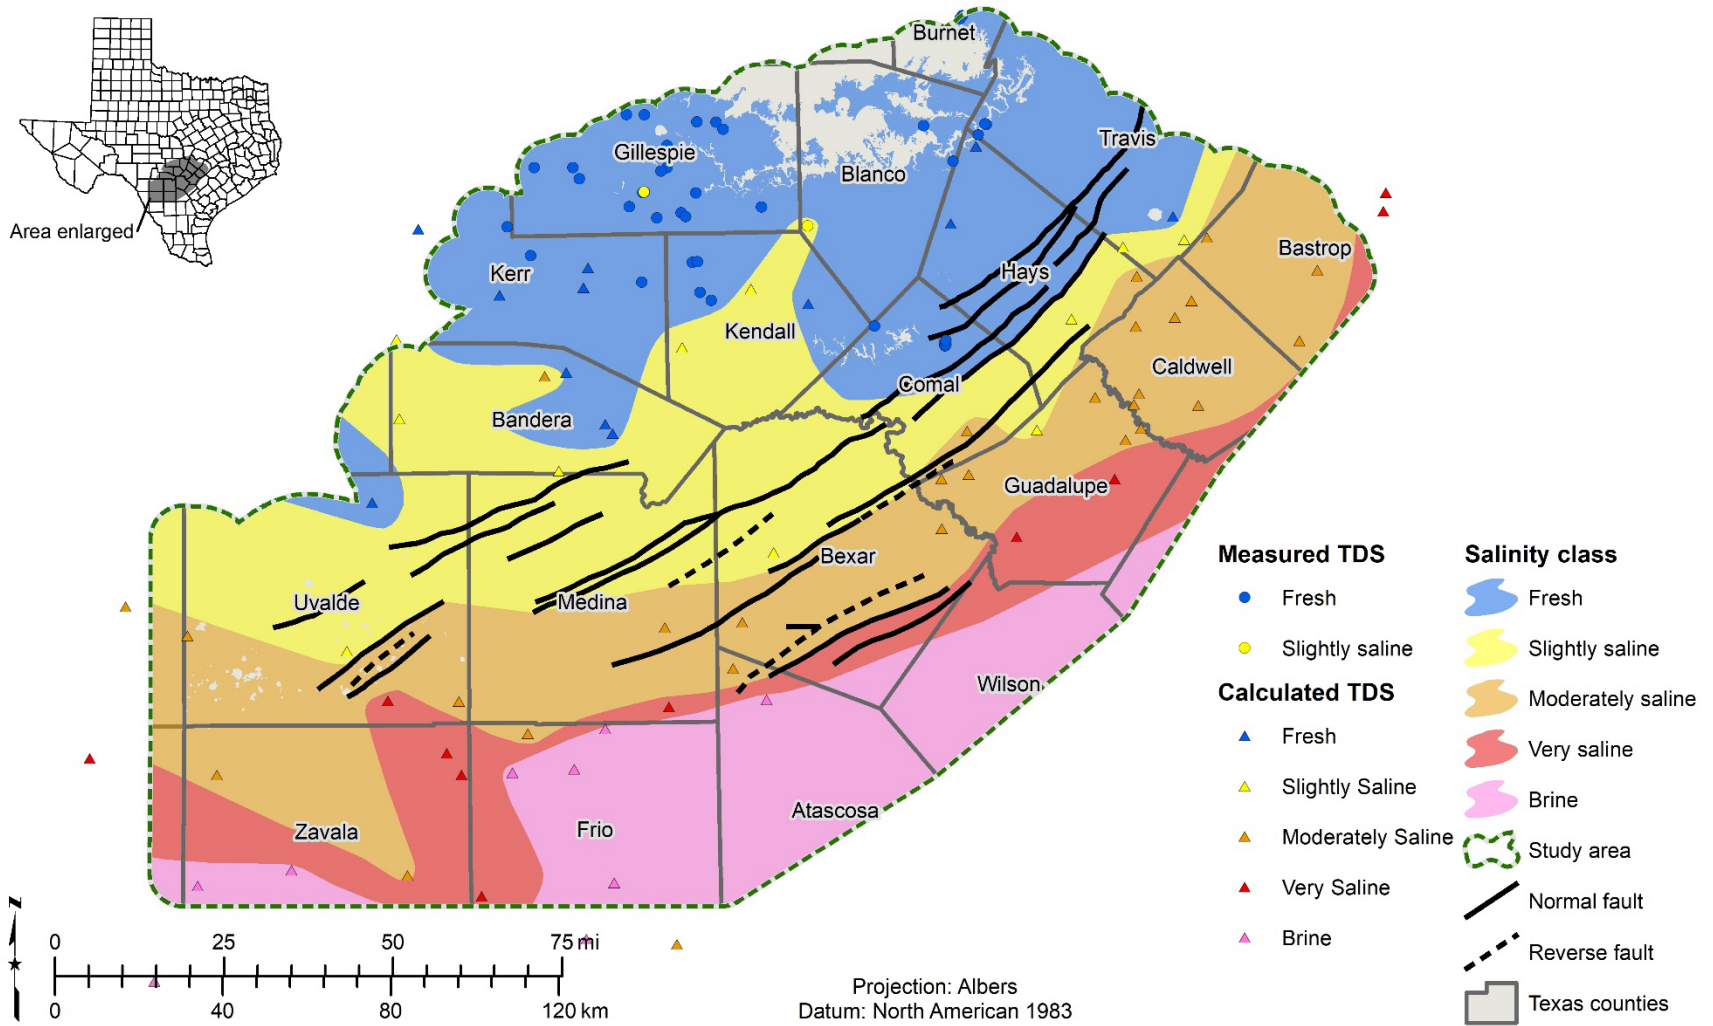 Burnet
Travis
Gillespie
Blanco
Area enlarged
Bastrop
Kerr
Hays
Kendall
Caldwell
Comal
Bandera
Guadalupe
Bexar
Uvalde
Medina
Wilson
Atascosa
Zavala
Frio
Measured TDS
Fresh
Slightly saline
Calculated TDS
Fresh
Slightly Saline
Moderately Saline
Very Saline
Brine
Salinity class
Fresh
Slightly saline
Moderately saline
Very saline
Brine
Study area
Normal fault
Reverse fault
Texas counties
N
0 25 50 75 mi
0 40 80 120 km
Projection: Albers
Datum: North American 1983